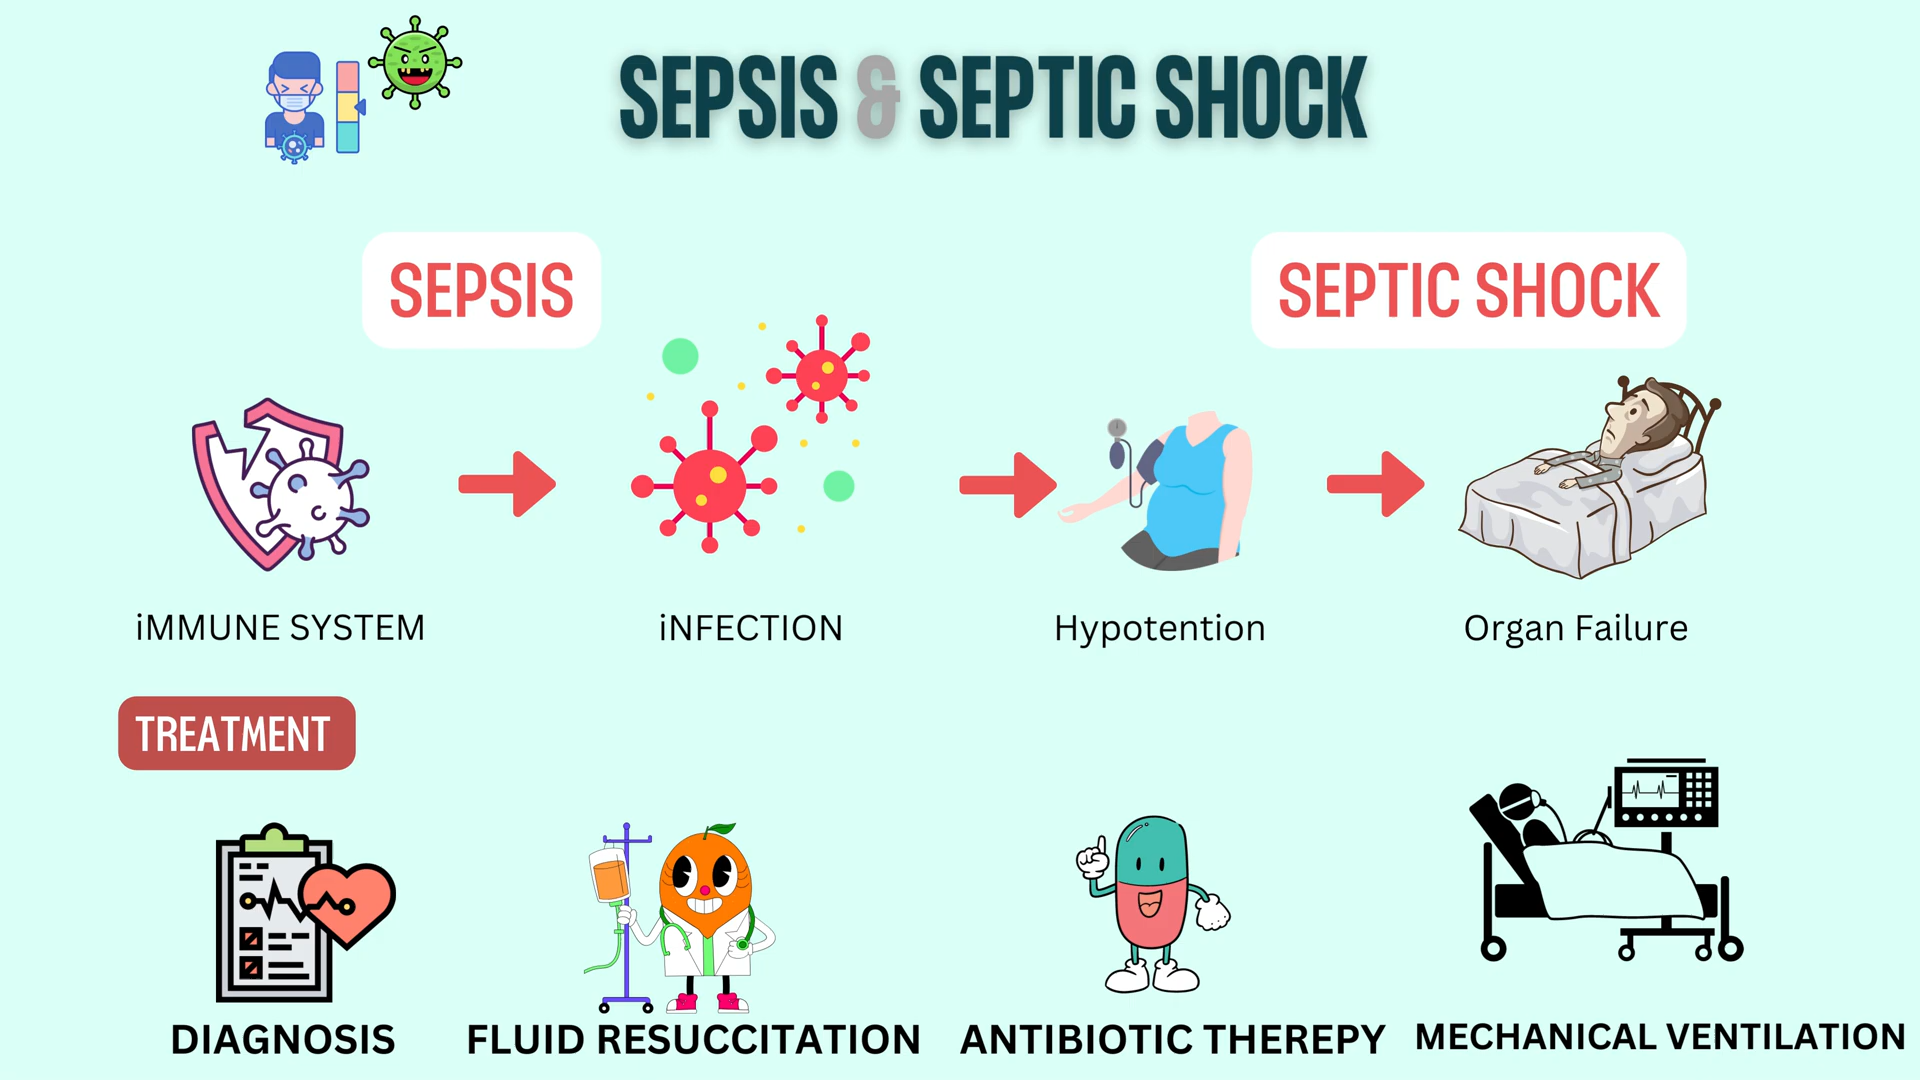 SEPSIS & SEPTIC SHOCK
SEPSIS
SEPTIC SHOCK
iMMUNE SYSTEM
iNFECTION
Hypotention
Organ Failure
TREATMENT
DIAGNOSIS
FLUID RESUCCITATION
ANTIBIOTIC THEREPY
MECHANICAL VENTILATION